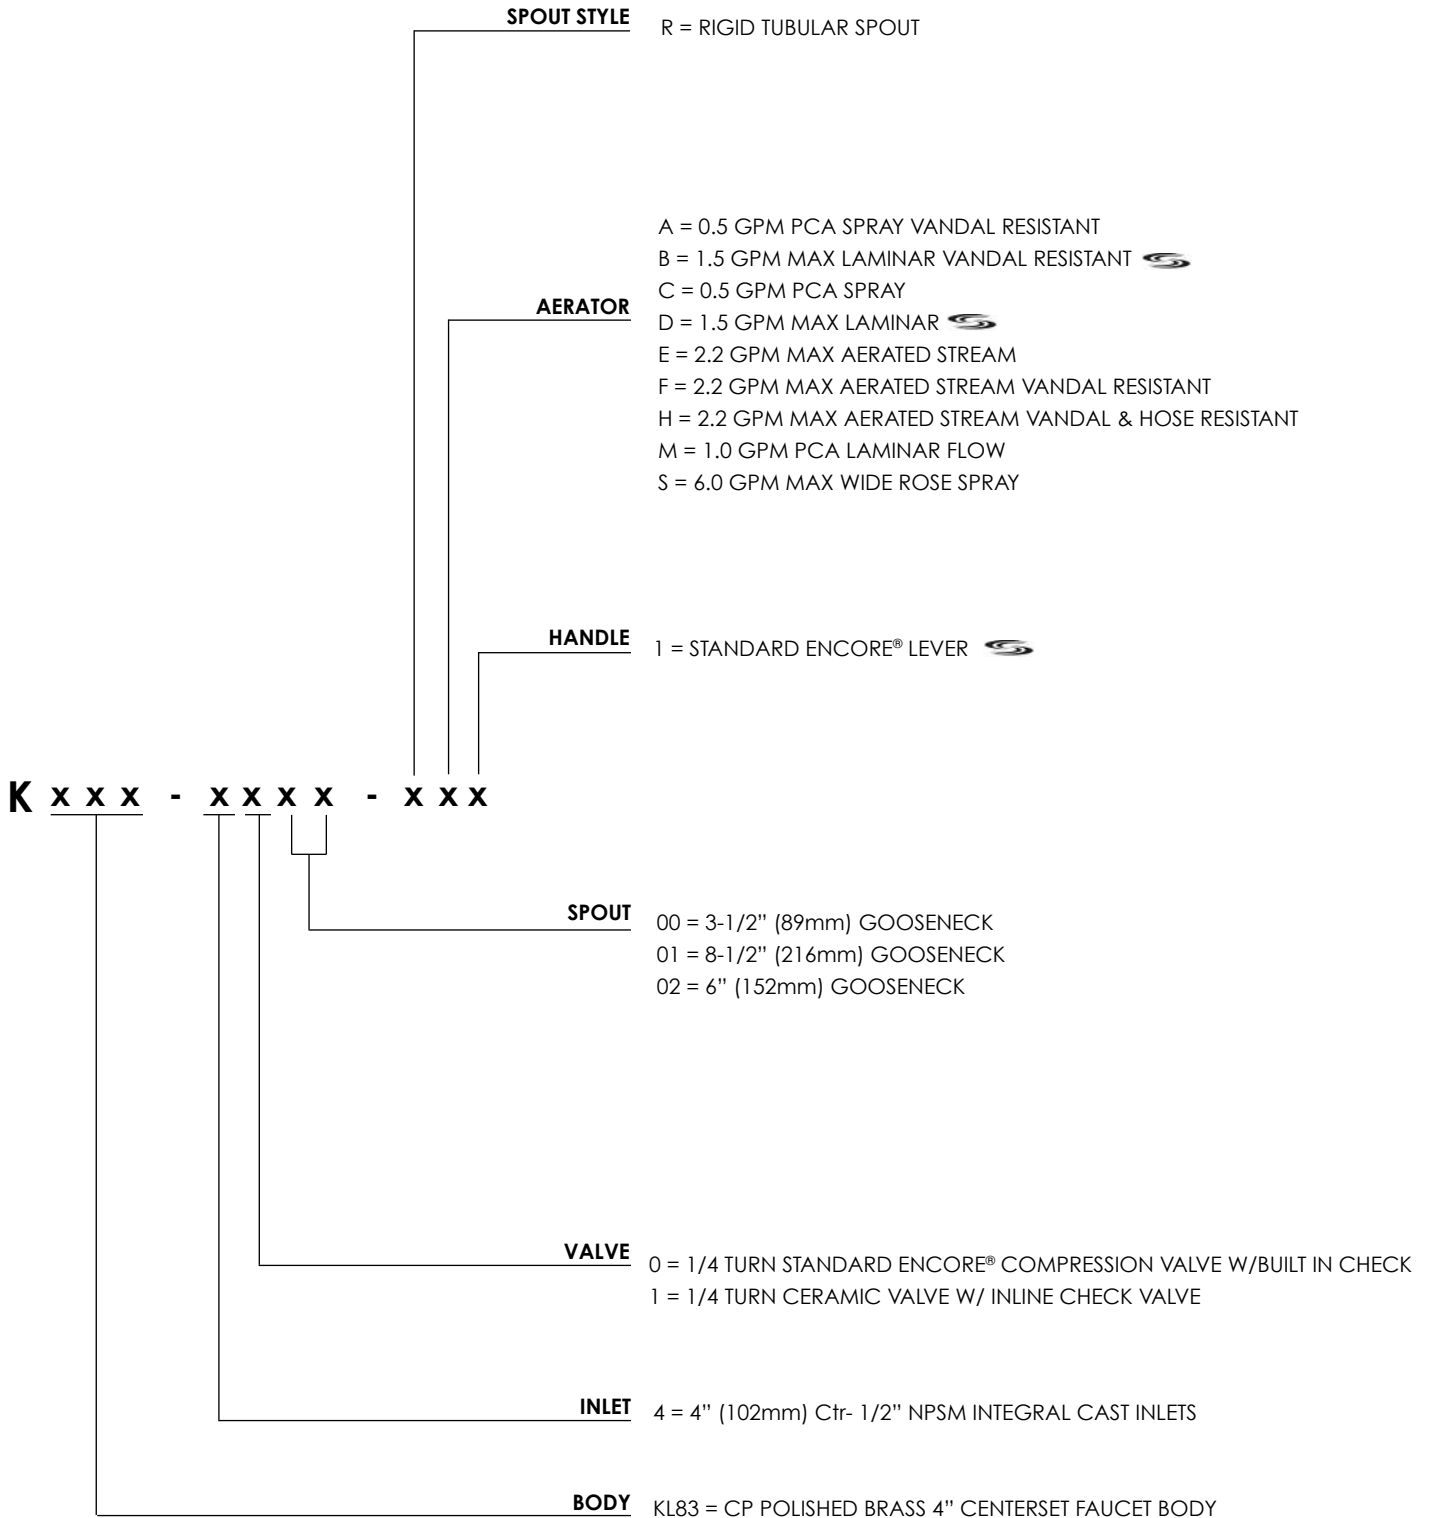 SPOUT STYLE
R = RIGID TUBULAR SPOUT
AERATOR
A = 0.5 GPM PCA SPRAY VANDAL RESISTANT
B = 1.5 GPM MAX LAMINAR VANDAL RESISTANT
C = 0.5 GPM PCA SPRAY
D = 1.5 GPM MAX LAMINAR
E = 2.2 GPM MAX AERATED STREAM
F = 2.2 GPM MAX AERATED STREAM VANDAL RESISTANT
H = 2.2 GPM MAX AERATED STREAM VANDAL & HOSE RESISTANT
M = 1.0 GPM PCA LAMINAR FLOW
S = 6.0 GPM MAX WIDE ROSE SPRAY
HANDLE
1 = STANDARD ENCORE® LEVER
K x x x - x x x x - x x x
SPOUT
00 = 3-1/2” (89mm) GOOSENECK
01 = 8-1/2” (216mm) GOOSENECK
02 = 6” (152mm) GOOSENECK
VALVE
0 = 1/4 TURN STANDARD ENCORE® COMPRESSION VALVE W/BUILT IN CHECK
1 = 1/4 TURN CERAMIC VALVE W/ INLINE CHECK VALVE
INLET
4 = 4” (102mm) Ctr- 1/2” NPSM INTEGRAL CAST INLETS
BODY
KL83 = CP POLISHED BRASS 4” CENTERSET FAUCET BODY